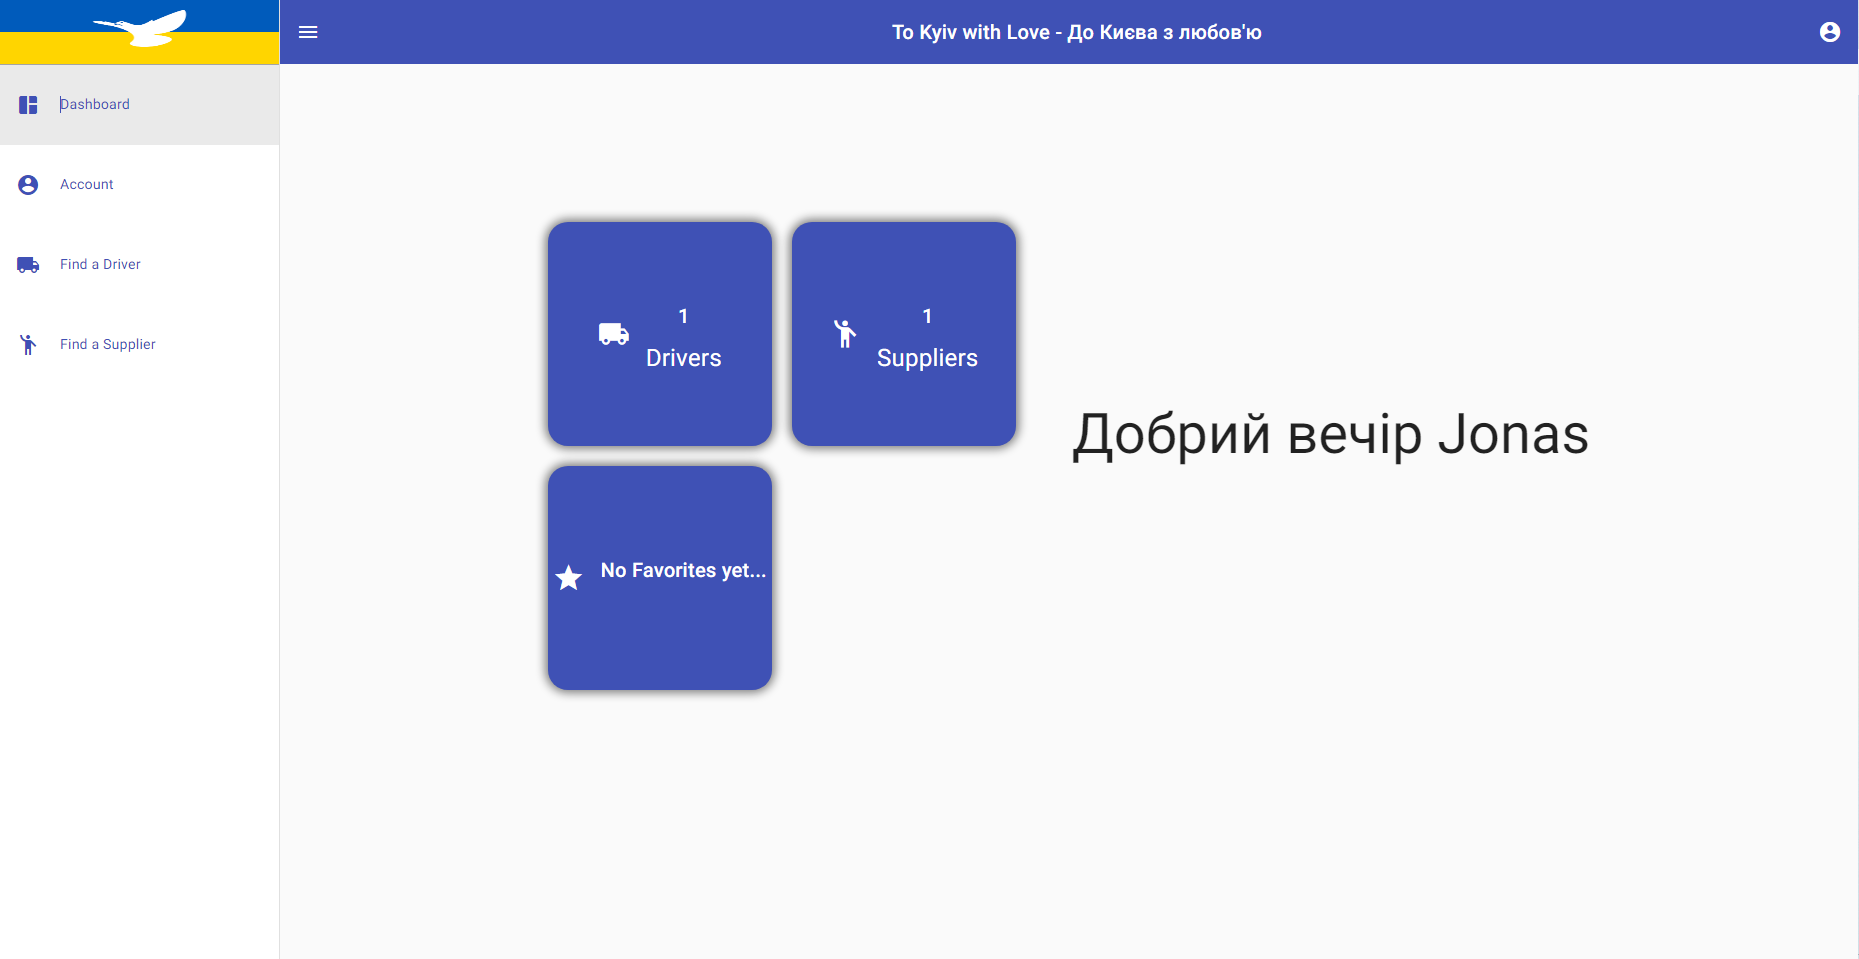 To Kyiv with Love - До Києва з любов'ю
Dashboard
Account
Find a Driver
Find a Supplier
1
Drivers
1
Suppliers
No Favorites yet...
Добрий вечір Jonas